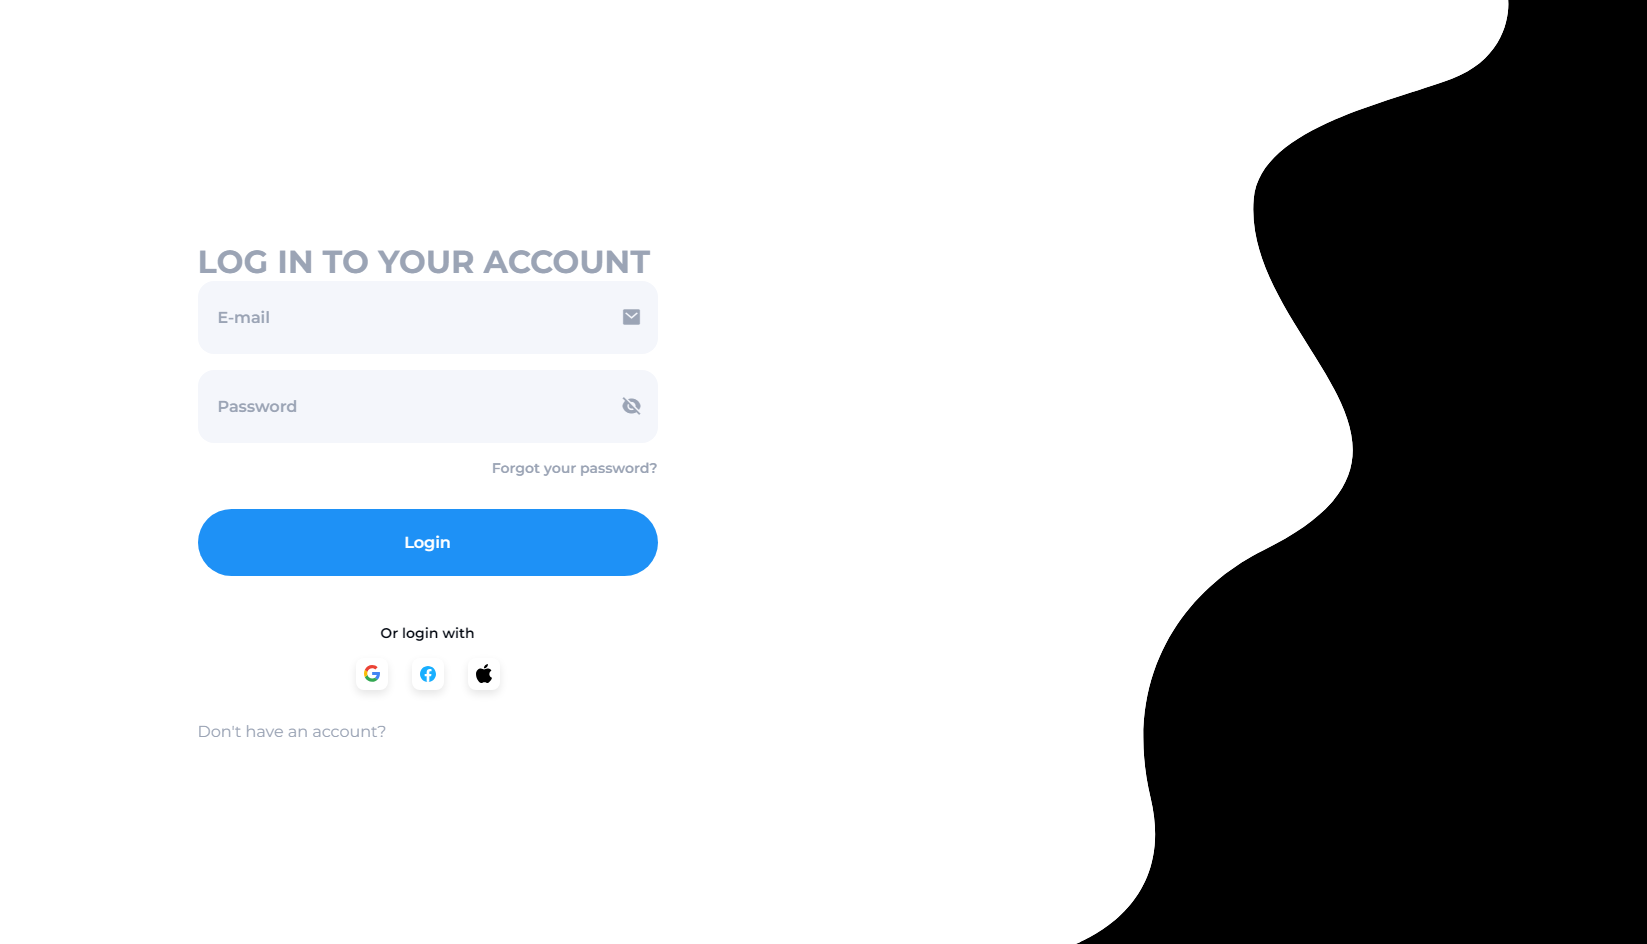 LOG IN TO YOUR ACCOUNT
E-mail
Password
Forgot your password?
Login
Or login with
Don't have an account?